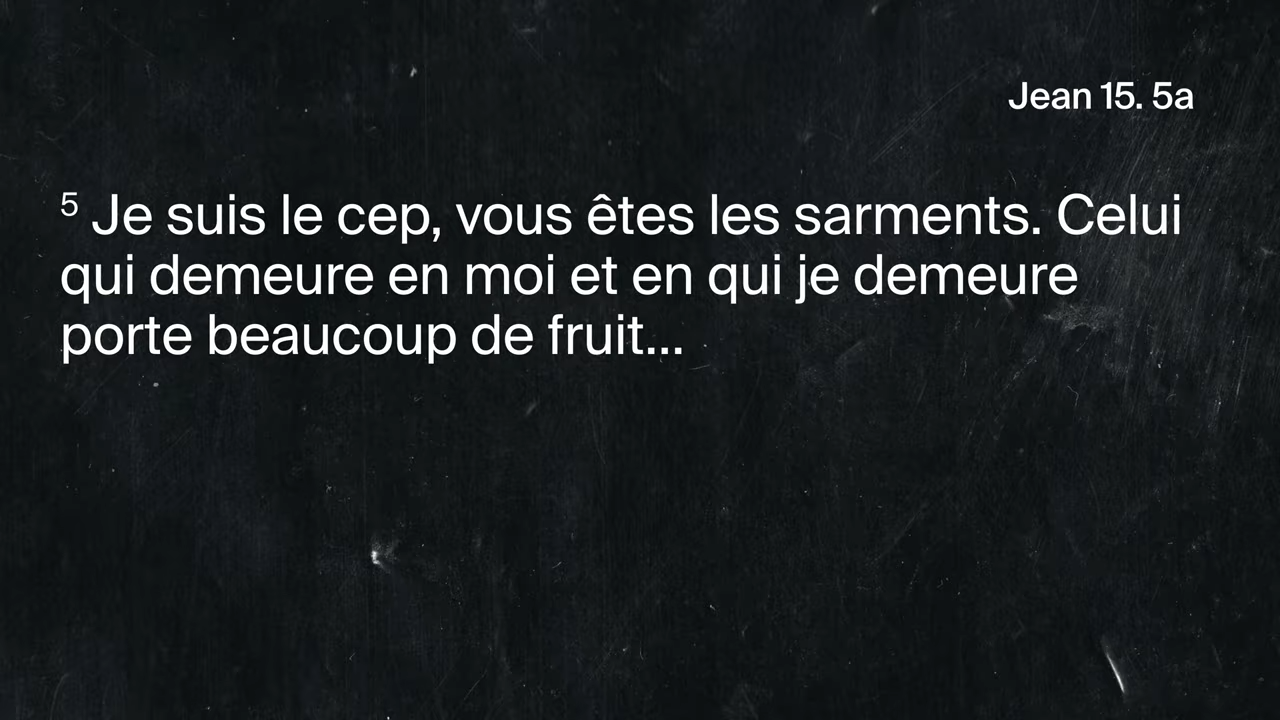 Jean 15. 5a
5 Je suis le cep, vous êtes les sarments. Celui
qui demeure en moi et en qui je demeure
porte beaucoup de fruit...